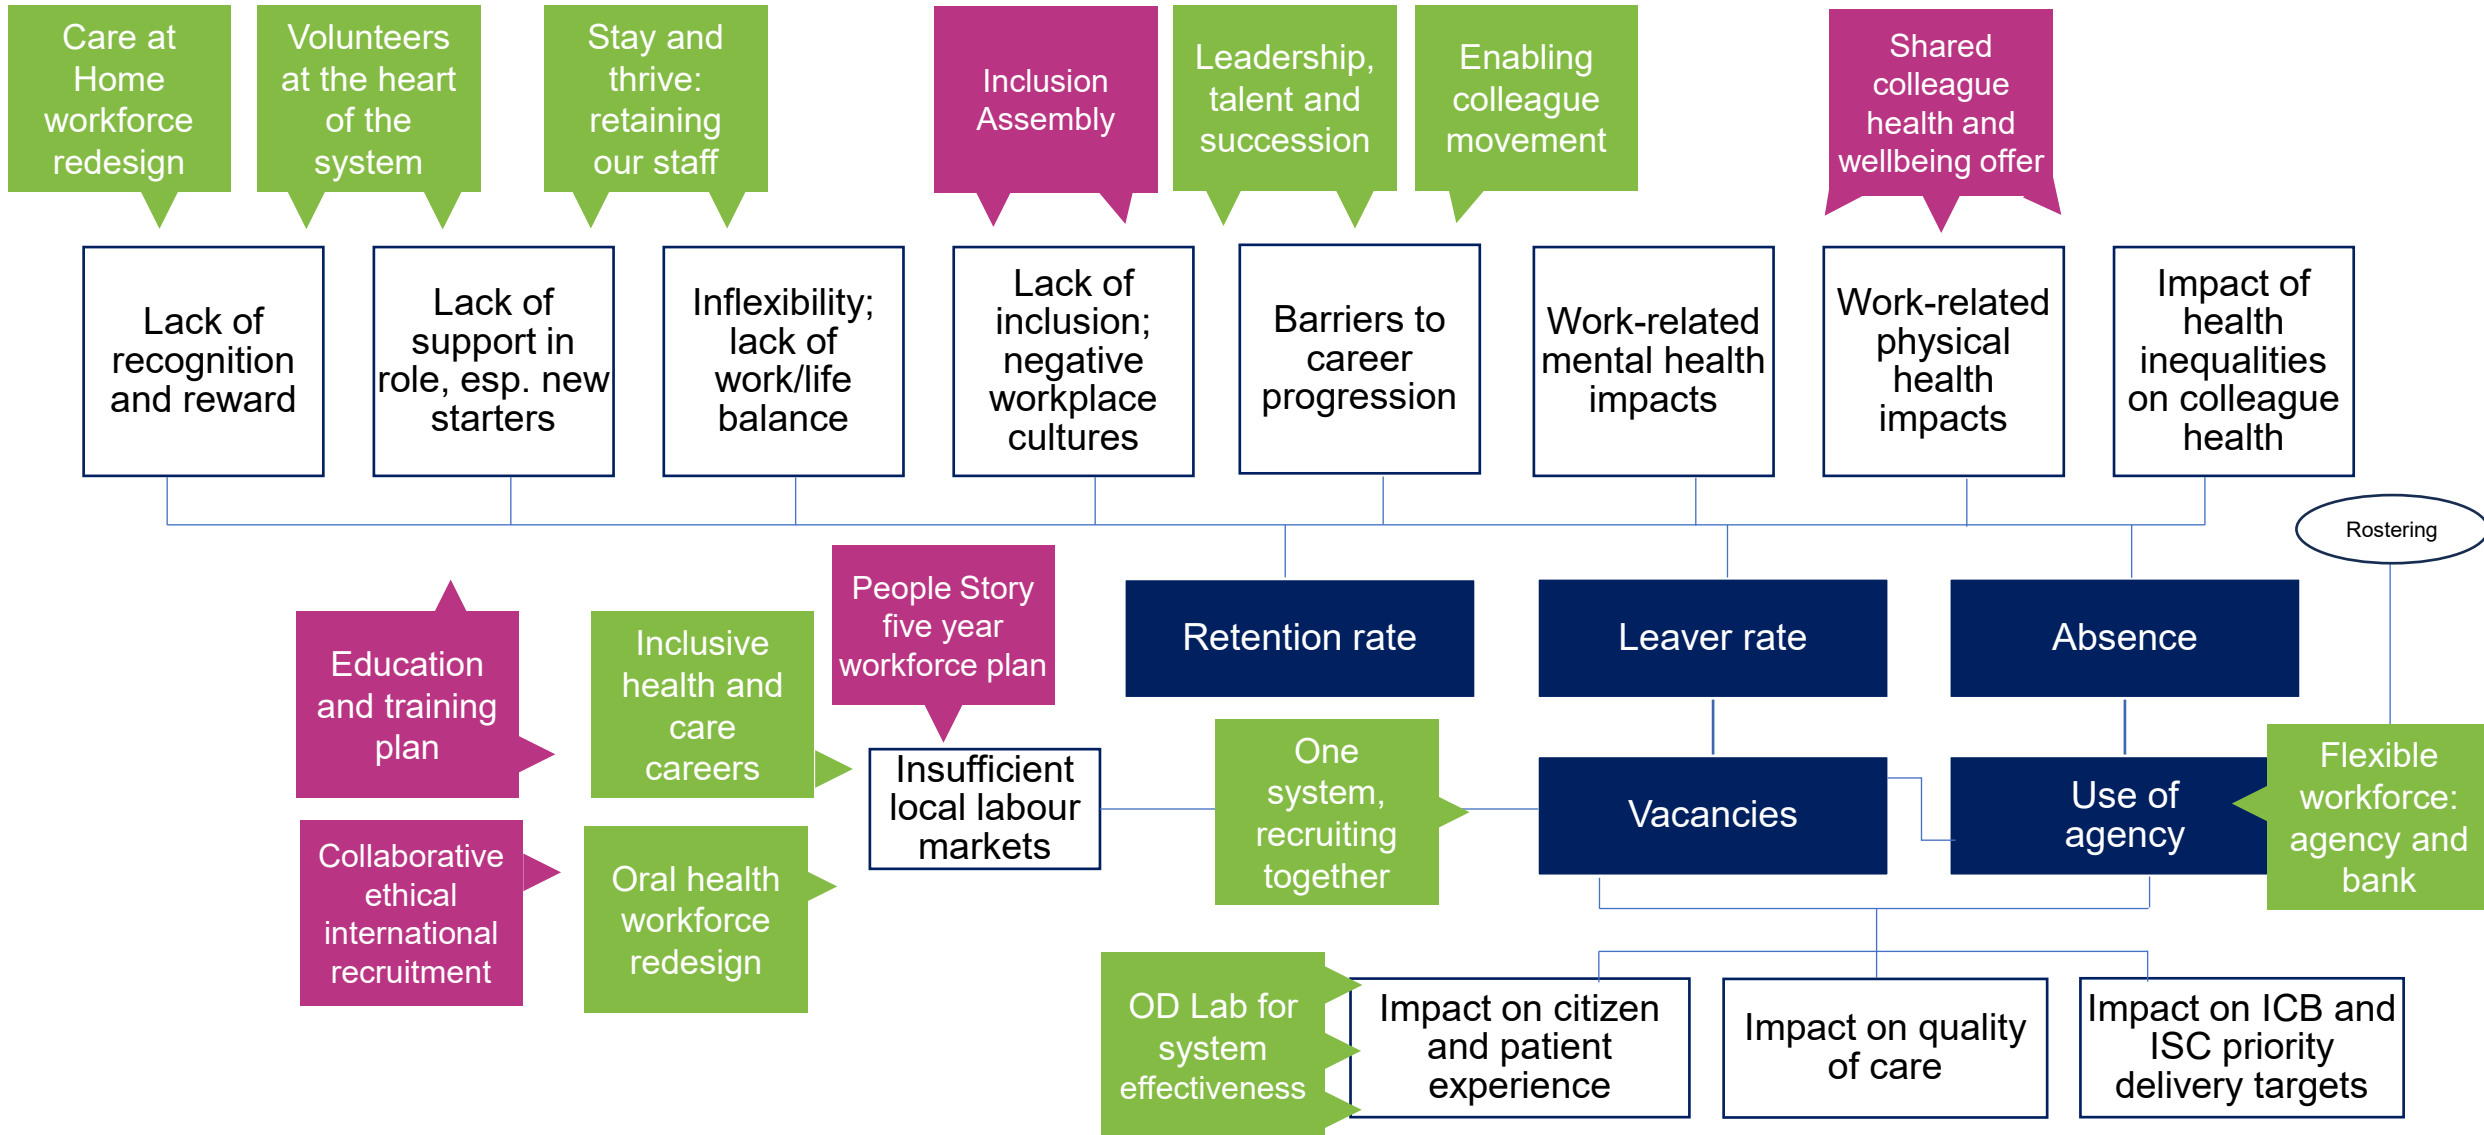 Care at
Home
workforce
redesign
Volunteers
at the heart
of the
system
Stay and
thrive:
retaining
our staff
Inclusion
Assembly
Leadership,
talent and
succession
Enabling
colleague
movement
Shared
colleague
health and
wellbeing offer
Lack of
recognition
and reward
Lack of
support in
role, esp. new
starters
Inflexibility;
lack of
work/life
balance
Lack of
inclusion;
negative
workplace
cultures
Barriers to
career
progression
Work-related
mental health
impacts
Work-related
physical
health
impacts
Impact of
health
inequalities
on colleague
health
Rostering
Education
and training
plan
Inclusive
health and
care
careers
People Story
five year
workforce plan
Retention rate
Leaver rate
Absence
Collaborative
ethical
international
recruitment
Oral health
workforce
redesign
Insufficient
local labour
markets
One
system,
recruiting
together
Vacancies
Use of
agency
Flexible
workforce:
agency and
bank
OD Lab for
system
effectiveness
Impact on citizen
and patient
experience
Impact on quality
of care
Impact on ICB and
ISC priority
delivery targets